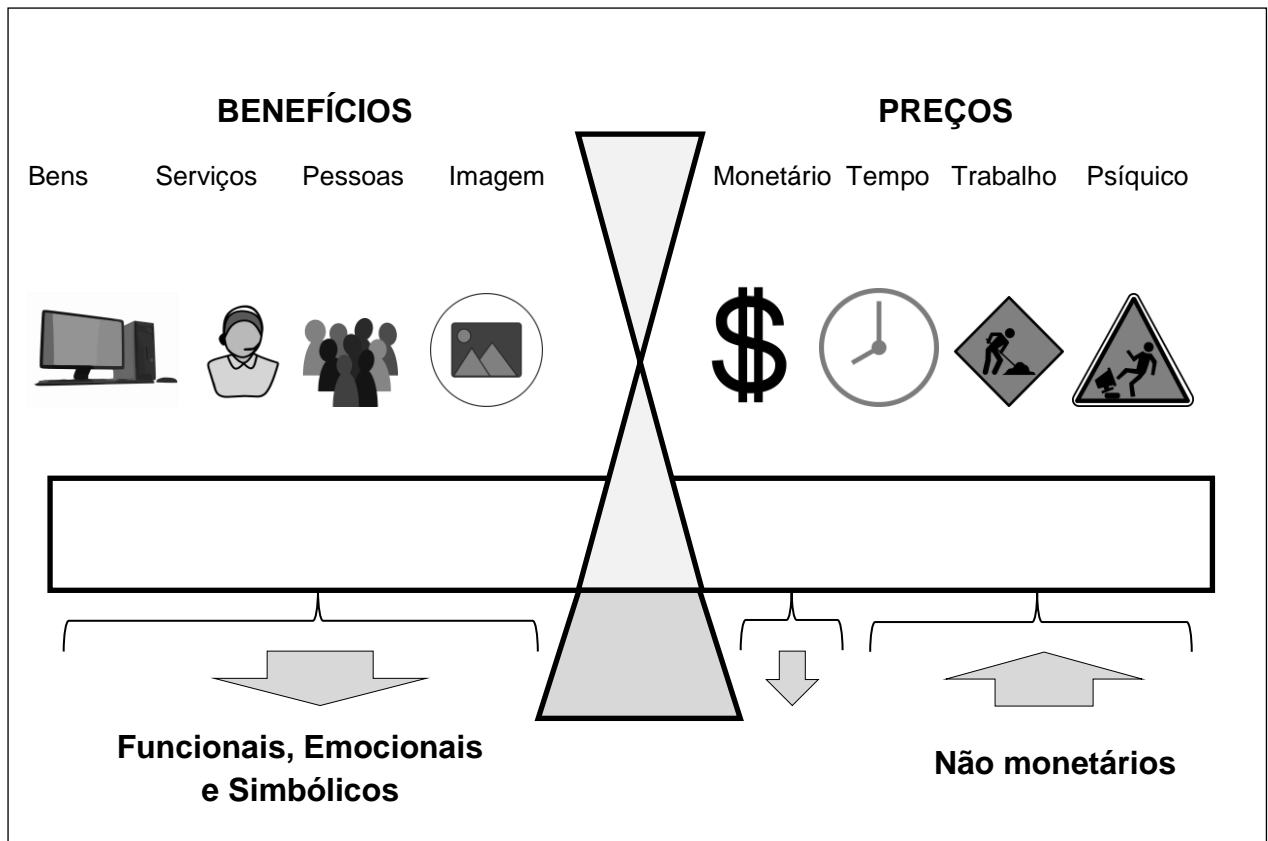 BENEFÍCIOS
PREÇOS
Bens Serviços Pessoas Imagem
Monetário Tempo Trabalho Psíquico
$
Funcionais, Emocionais
e Simbólicos
Não monetários